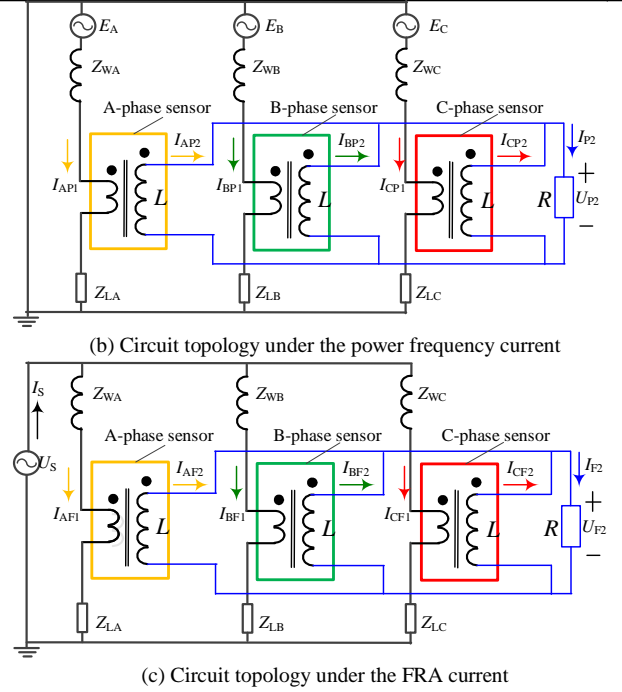 E_A E_B E_C
Z_WA Z_WB Z_WC
A-phase sensor B-phase sensor C-phase sensor
I_AP2 I_BP2 I_CP2 I_P2
I_AP1 L I_BP1 L I_CP1 L R + U_P2 −
Z_LA Z_LB Z_LC
(b) Circuit topology under the power frequency current
I_S Z_WA Z_WB Z_WC
A-phase sensor B-phase sensor C-phase sensor
U_S I_AF2 I_BF2 I_CF2 I_F2
I_AF1 L I_BF1 L I_CF1 L R + U_F2 −
Z_LA Z_LB Z_LC
(c) Circuit topology under the FRA current